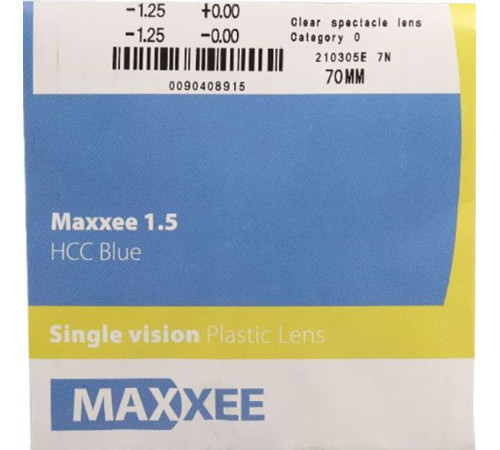 -1.25 +0.00
-1.25 -0.00
Clear spectacle lens
Category 0
210305E 7N
70MM
0090408915
Maxxee 1.5
HCC Blue
Single vision Plastic Lens
MAXXEE